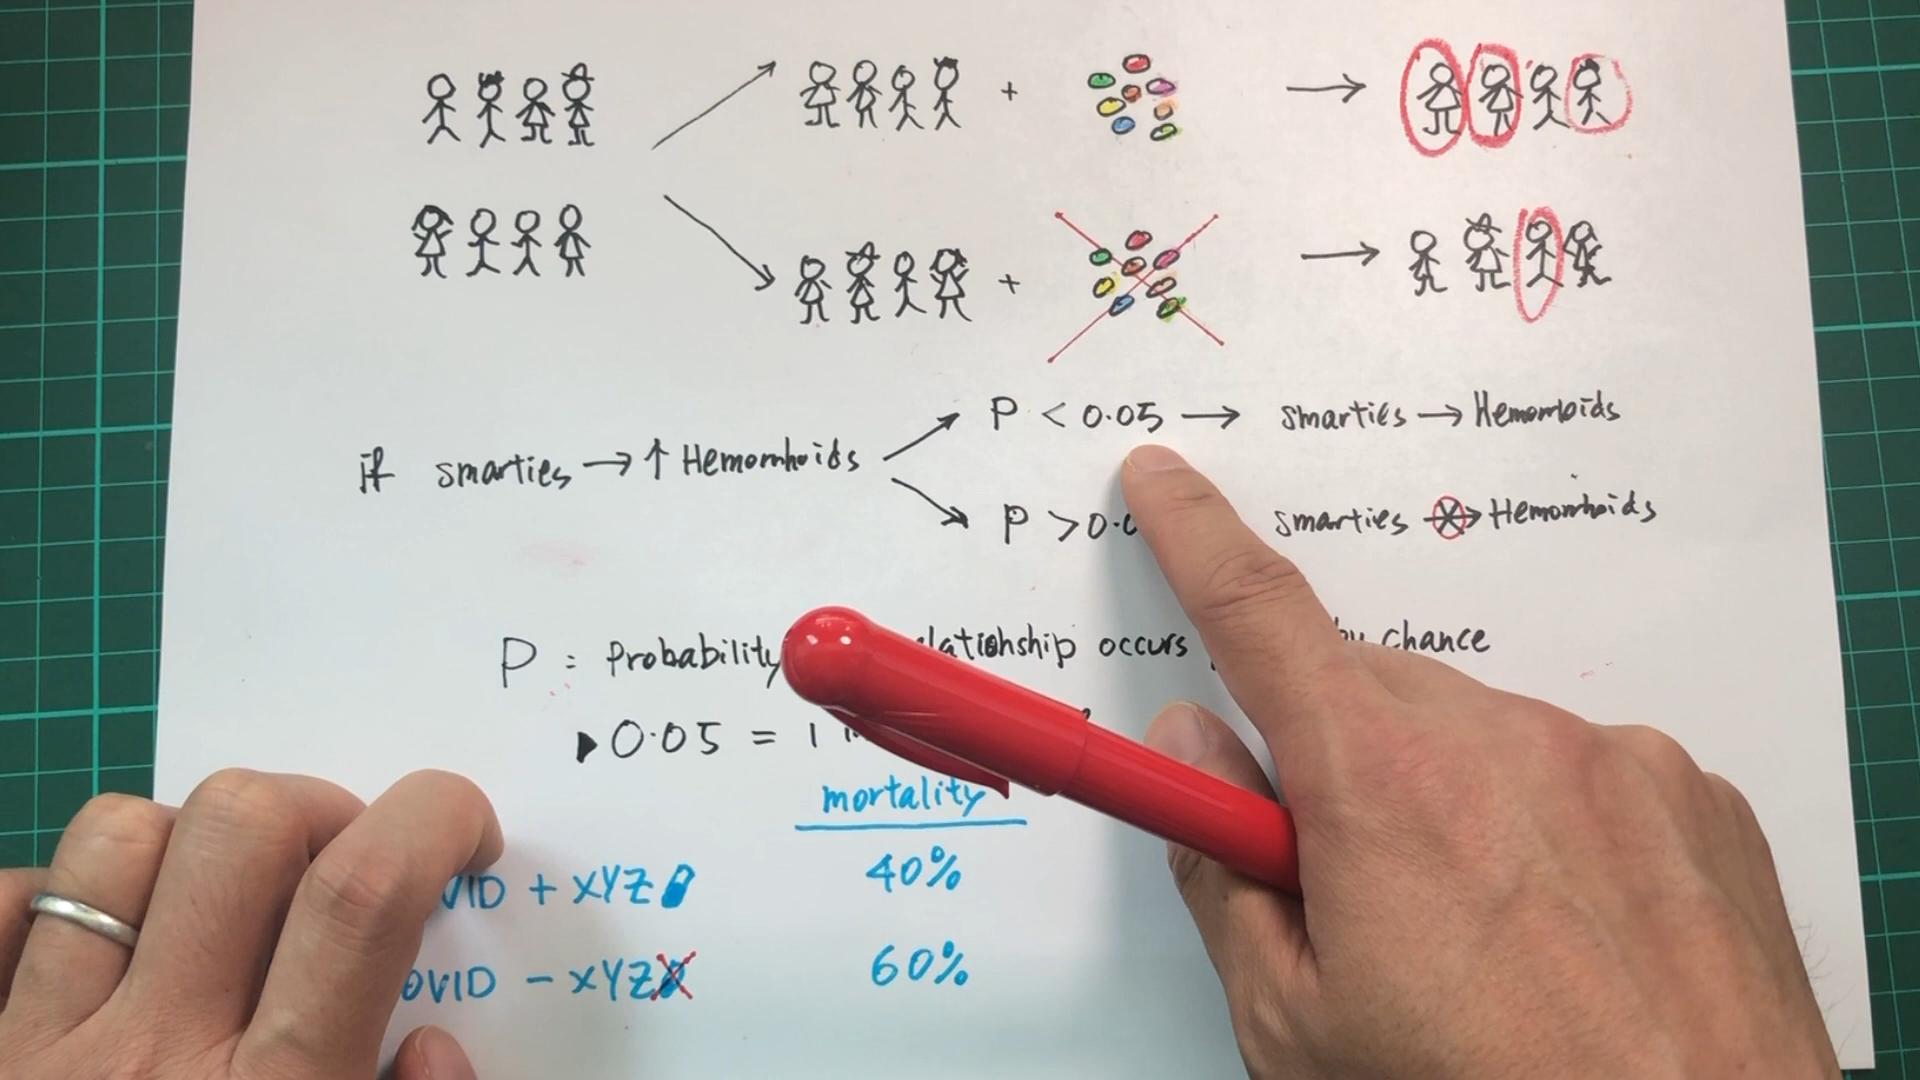 +
+
P < 0.05 → smarties → Hemorrhoids
if smarties → ↑ Hemorrhoids
P > 0.0 smarties → Hemorrhoids
P : Probability lationship occurs by chance
0.05 = 1
mortality
VID + XYZ 40%
OVID - XYZ 60%